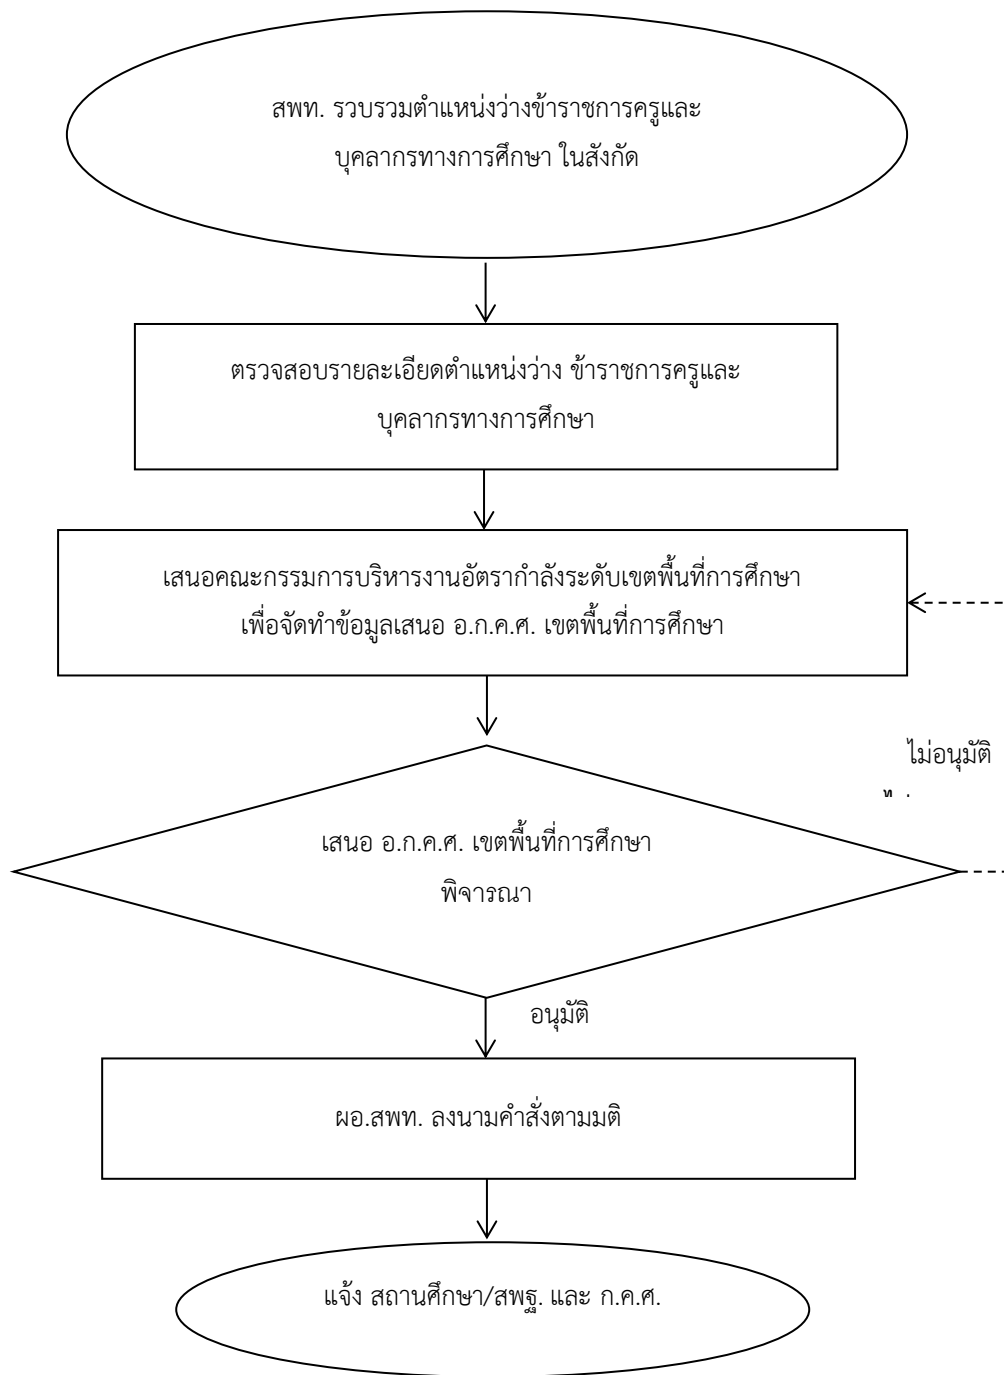 สพท. รวบรวมตำแหน่งว่างข้าราชการครูและ
บุคลากรทางการศึกษา ในสังกัด
ตรวจสอบรายละเอียดตำแหน่งว่าง ข้าราชการครูและ
บุคลากรทางการศึกษา
เสนอคณะกรรมการบริหารงานอัตรากำลังระดับเขตพื้นที่การศึกษา
เพื่อจัดทำข้อมูลเสนอ อ.ก.ค.ศ. เขตพื้นที่การศึกษา
ไม่อนุมัติ
เสนอ อ.ก.ค.ศ. เขตพื้นที่การศึกษา
พิจารณา
อนุมัติ
ผอ.สพท. ลงนามคำสั่งตามมติ
แจ้ง สถานศึกษา/สพฐ. และ ก.ค.ศ.